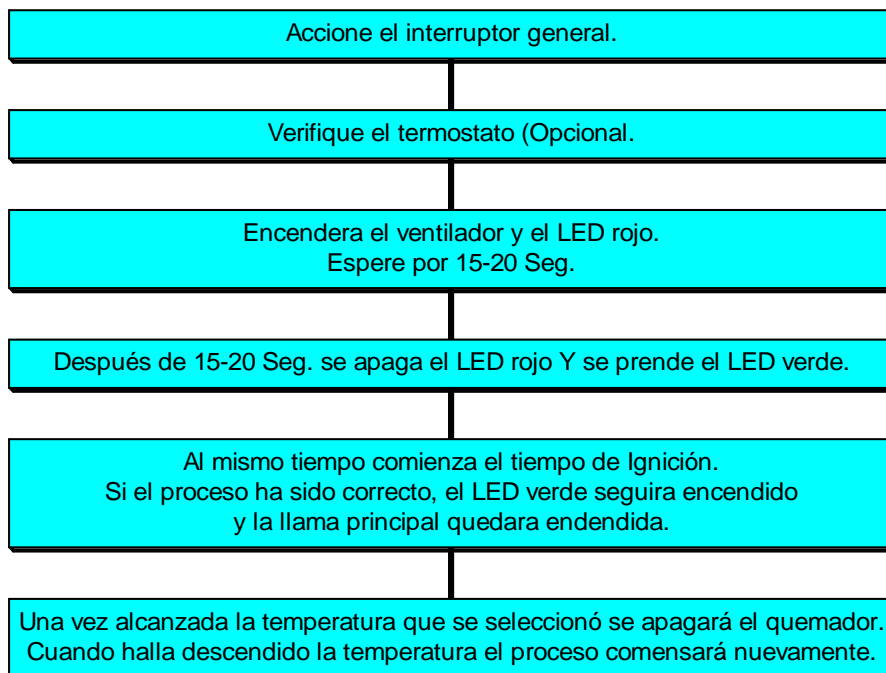 Accione el interruptor general.
Verifique el termostato (Opcional.
Encendera el ventilador y el LED rojo.
Espere por 15-20 Seg.
Después de 15-20 Seg. se apaga el LED rojo Y se prende el LED verde.
Al mismo tiempo comienza el tiempo de Ignición.
Si el proceso ha sido correcto, el LED verde seguira encendido
y la llama principal quedara endendida.
Una vez alcanzada la temperatura que se seleccionó se apagará el quemador.
Cuando halla descendido la temperatura el proceso comensará nuevamente.